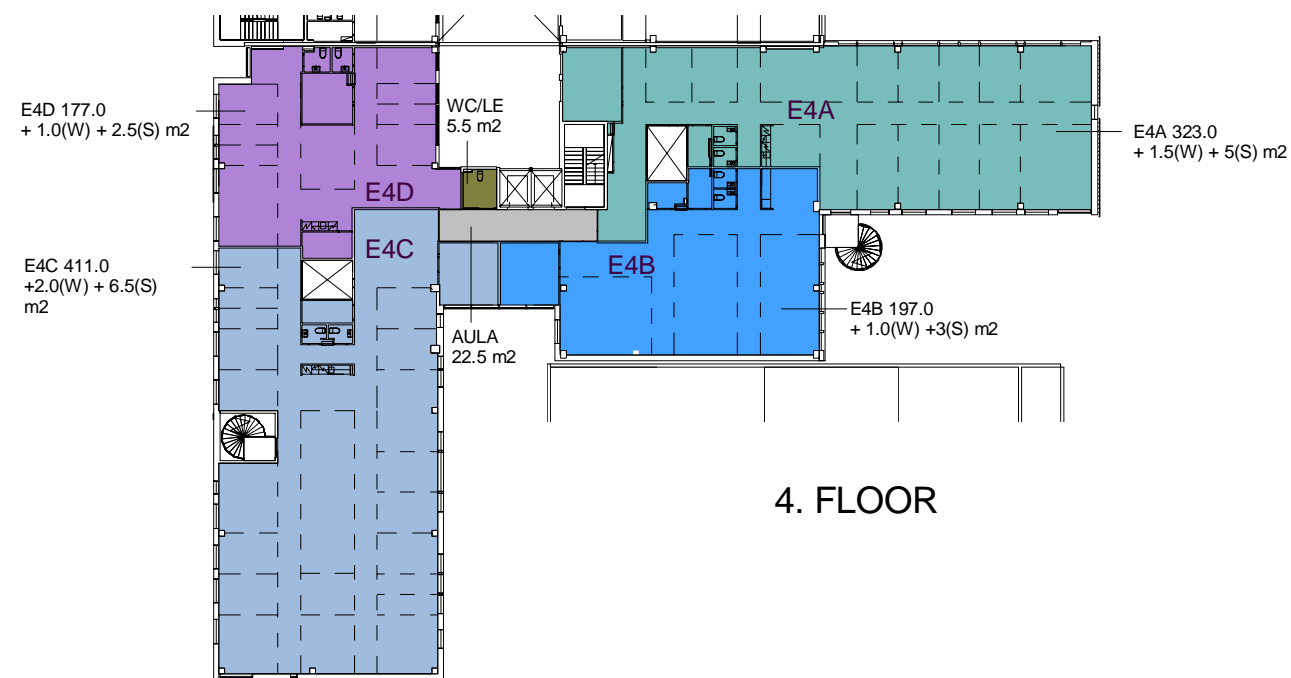 WC/LE
5.5 m2
E4D 177.0
+ 1.0(W) + 2.5(S) m2
E4A
E4A 323.0
+ 1.5(W) + 5(S) m2
E4D
E4C
E4B
E4C 411.0
+2.0(W) + 6.5(S)
m2
E4B 197.0
+ 1.0(W) +3(S) m2
AULA
22.5 m2
4. FLOOR